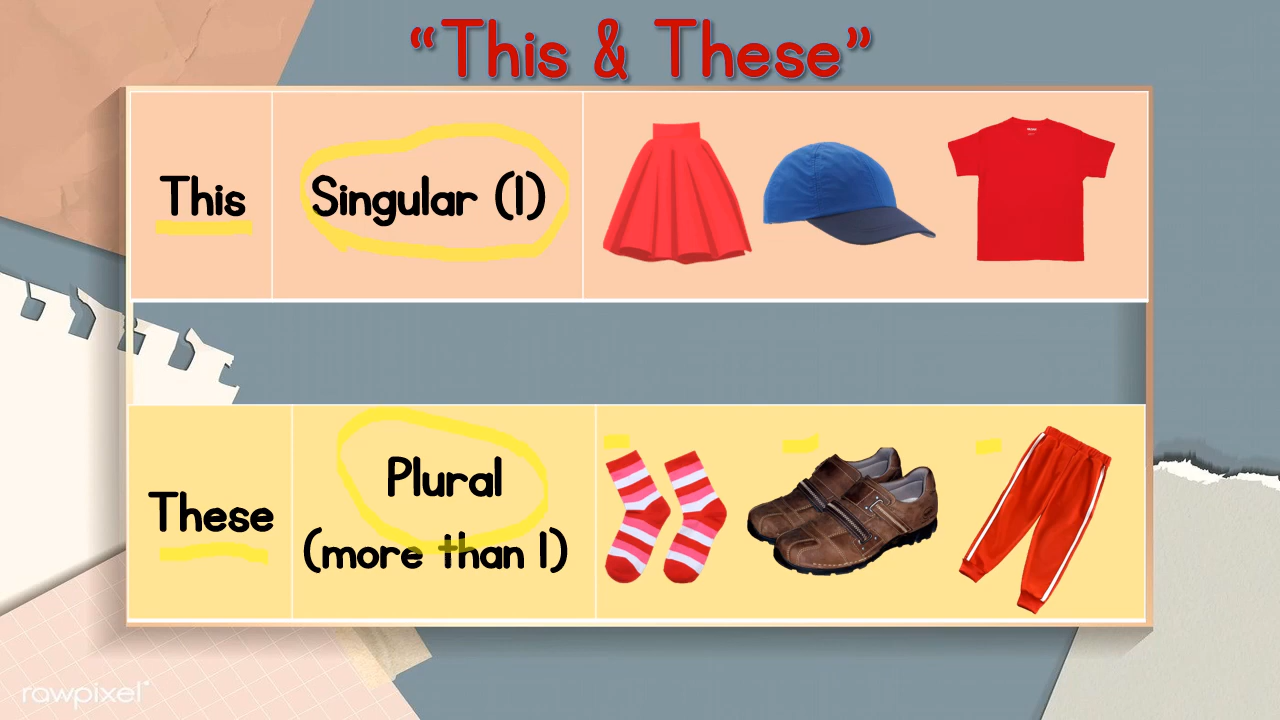 “This & These”
This
Singular (1)
These
Plural
(more than 1)
rawpixel